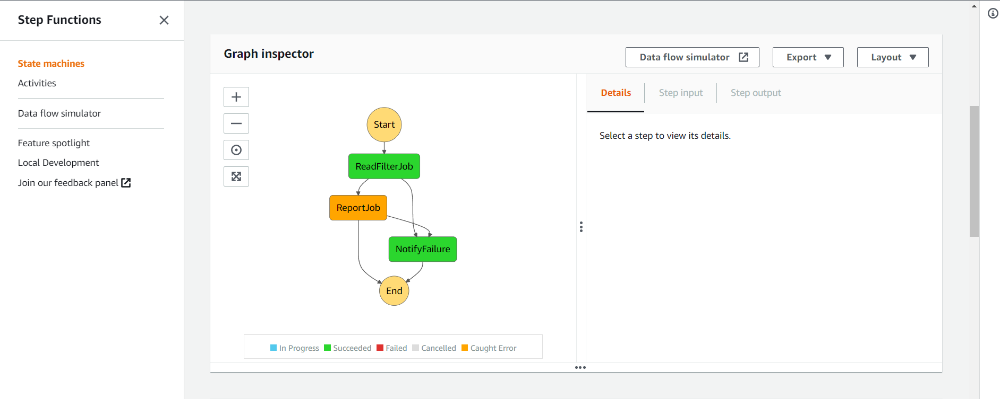 Step Functions
State machines
Activities
Data flow simulator
Feature spotlight
Local Development
Join our feedback panel
Graph inspector
Data flow simulator
Export
Layout
Start
ReadFilterJob
ReportJob
NotifyFailure
End
In Progress Succeeded Failed Cancelled Caught Error
Details
Step input
Step output
Select a step to view its details.